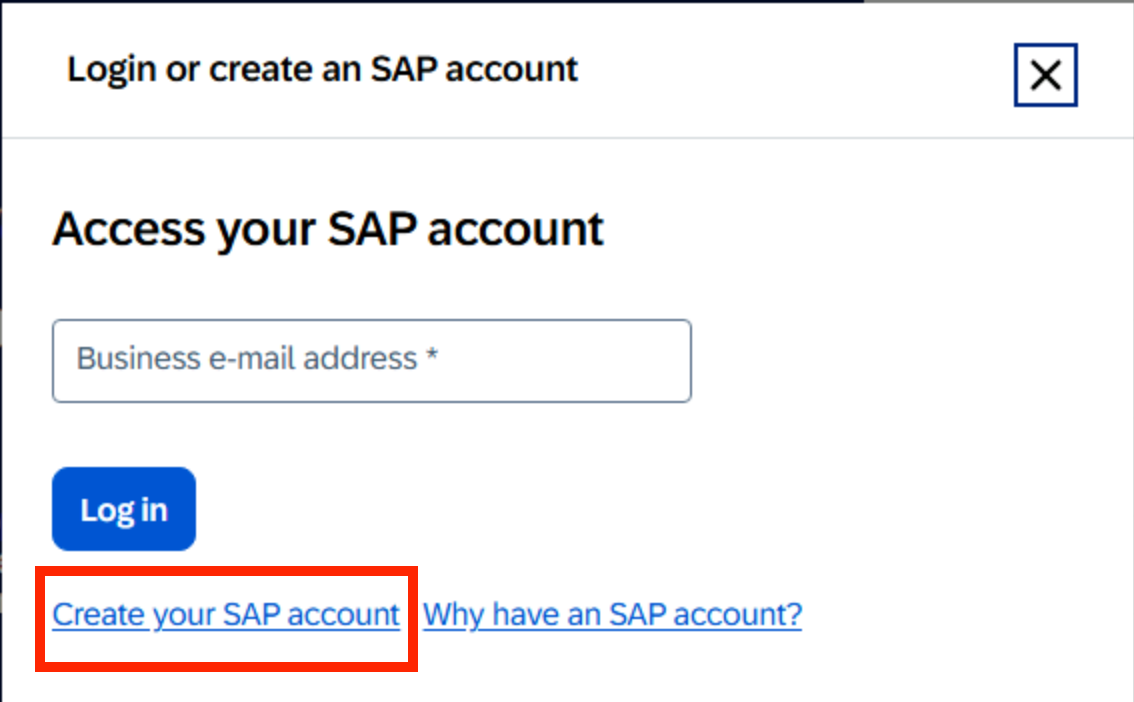 Login or create an SAP account
Access your SAP account
Business e-mail address *
Log in
Create your SAP account Why have an SAP account?